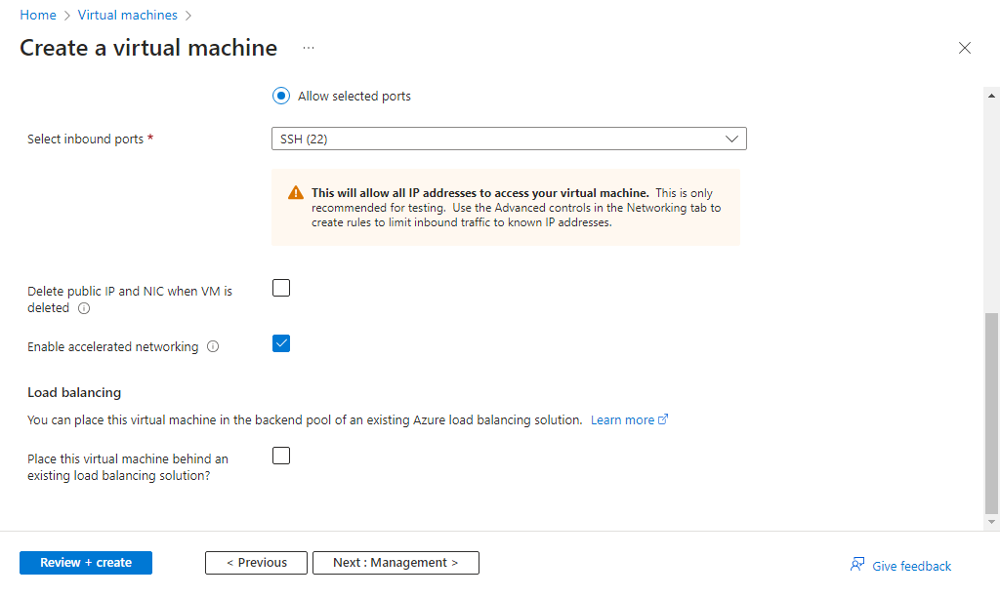 Home > Virtual machines >
Create a virtual machine ...
Allow selected ports
Select inbound ports * SSH (22)
This will allow all IP addresses to access your virtual machine. This is only
recommended for testing. Use the Advanced controls in the Networking tab to
create rules to limit inbound traffic to known IP addresses.
Delete public IP and NIC when VM is
deleted
Enable accelerated networking
Load balancing
You can place this virtual machine in the backend pool of an existing Azure load balancing solution. Learn more
Place this virtual machine behind an
existing load balancing solution?
Review + create < Previous Next : Management > Give feedback